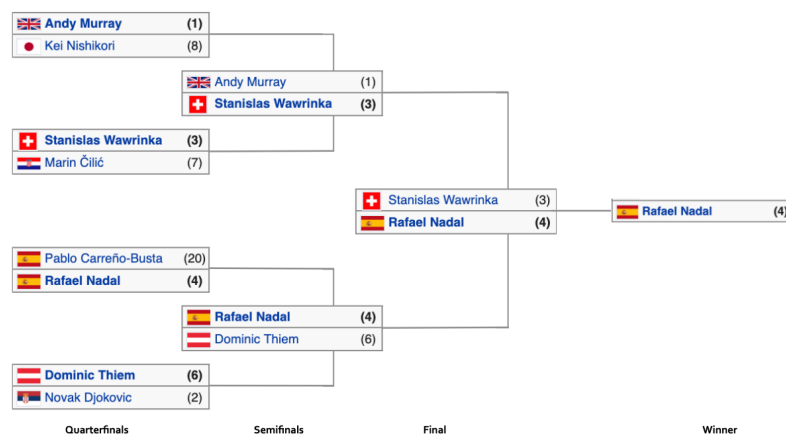 Andy Murray (1)
Kei Nishikori (8)
Andy Murray (1)
Stanislas Wawrinka (3)
Stanislas Wawrinka (3)
Marin Čilić (7)
Stanislas Wawrinka (3)
Rafael Nadal (4)
Rafael Nadal (4)
Pablo Carreño-Busta (20)
Rafael Nadal (4)
Rafael Nadal (4)
Dominic Thiem (6)
Dominic Thiem (6)
Novak Djokovic (2)
Quarterfinals Semifinals Final Winner